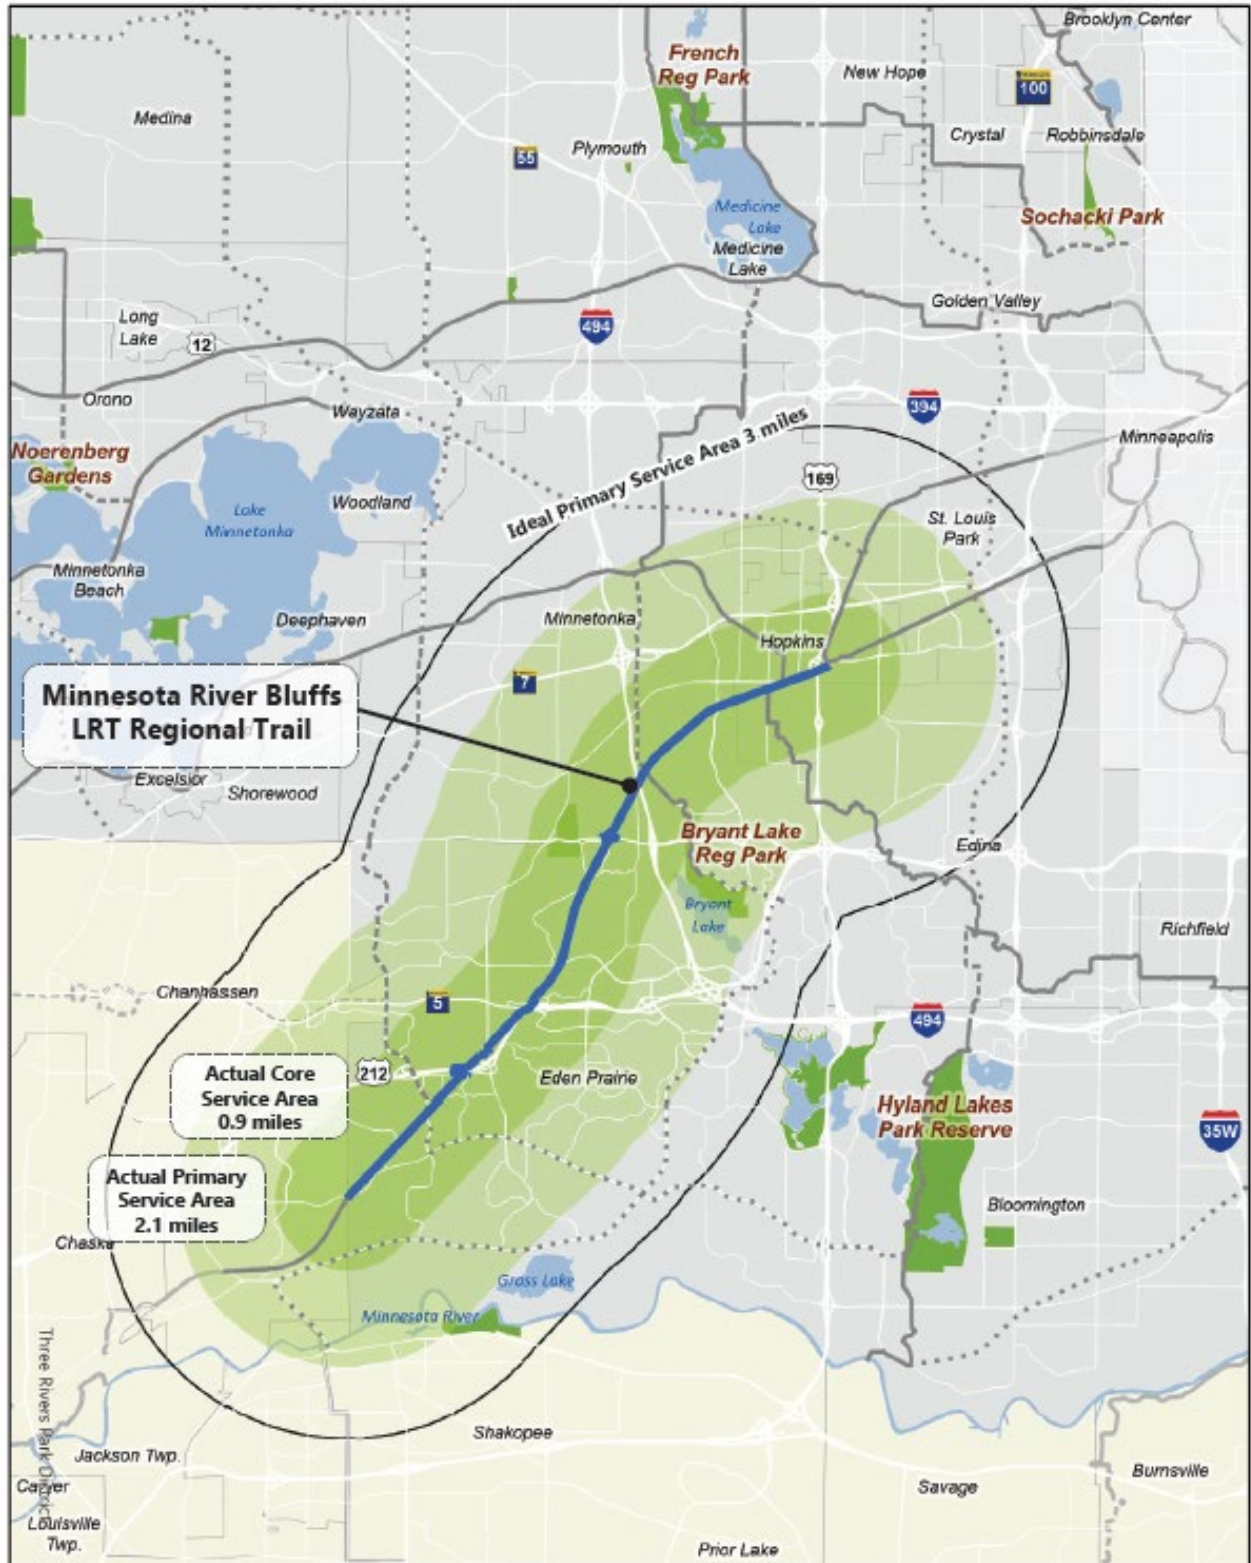 Brooklyn Center
French
Reg Park
New Hope
100
Medina
Crystal
Robbinsdale
Plymouth
55
Medicine
Lake
Sochacki Park
Medicine
Lake
Golden Valley
Long
Lake
12
494
Orono
Wayzata
394
Ideal Primary Service Area 3 miles
Minneapolis
Noerenberg
Gardens
169
Woodland
Lake
Minnetonka
St. Louis
Park
Minnetonka
Beach
Deephaven
Minnetonka
Hopkins
7
Minnesota River Bluffs
LRT Regional Trail
Excelsior
Shorewood
Bryant Lake
Reg Park
Edina
Bryant
Lake
Richfield
Chanhassen
5
494
212
Actual Core
Service Area
0.9 miles
Eden Prairie
Hyland Lakes
Park Reserve
35W
Actual Primary
Service Area
2.1 miles
Bloomington
Chaska
Grass Lake
Minnesota River
Three Rivers Park District
Shakopee
Jackson Twp.
Burnsville
Carver
Savage
Louisville
Twp.
Prior Lake